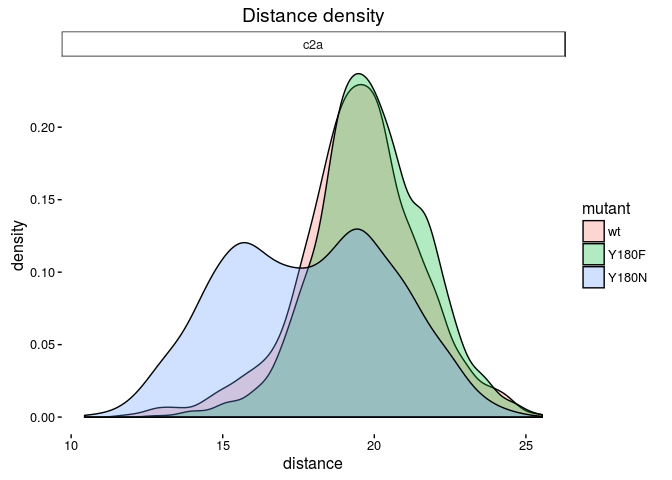 Distance density
c2a
density
0.20
0.15
0.10
0.05
0.00
10 15 20 25
distance
mutant
wt
Y180F
Y180N